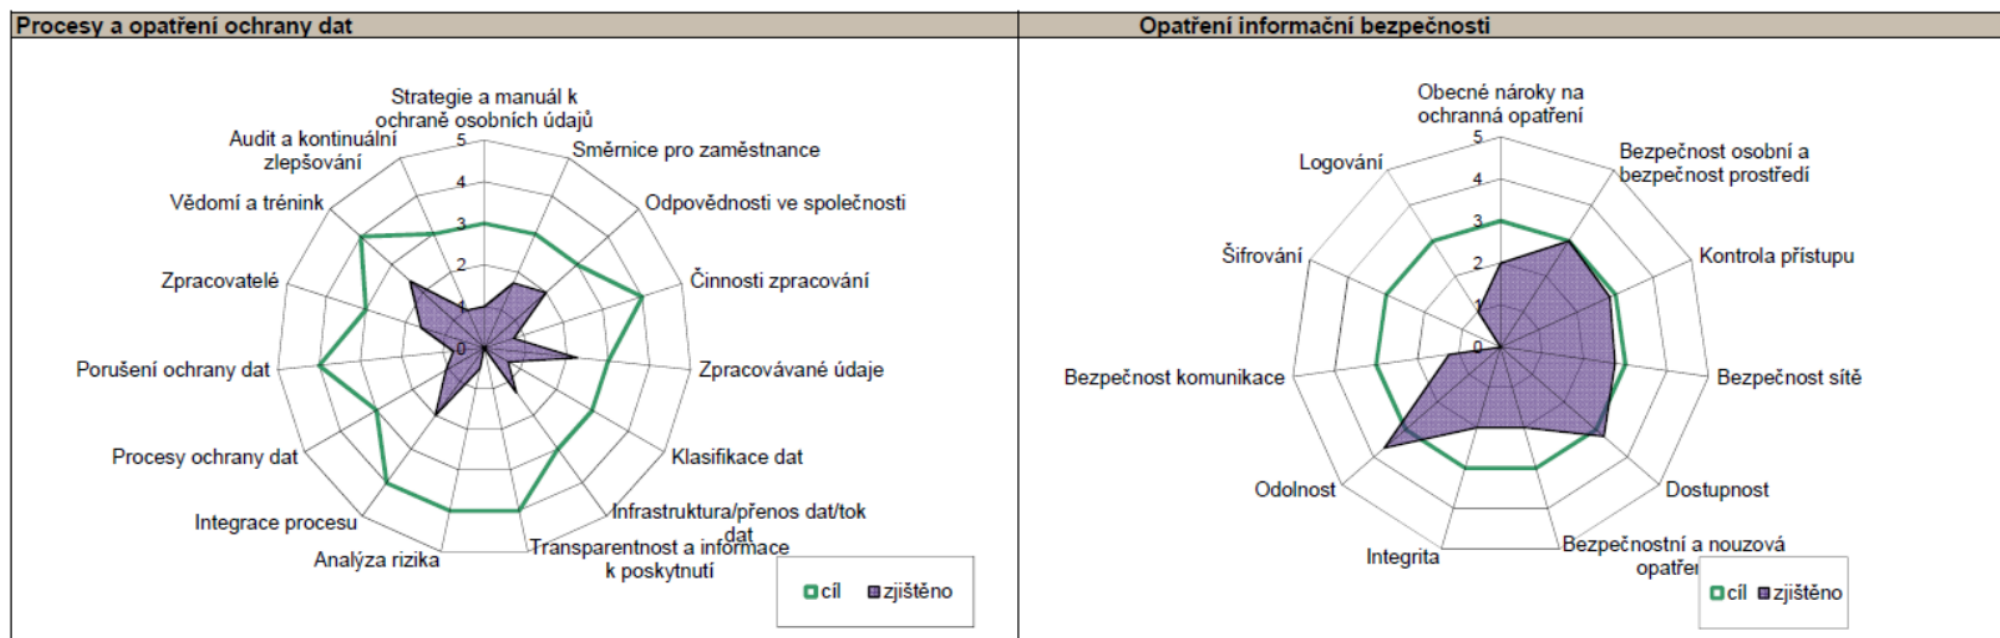 Procesy a opatření ochrany dat
Strategie a manuál k
ochraně osobních údajů
Směrnice pro zaměstnance
Odpovědnosti ve společnosti
Činnosti zpracování
Zpracovávané údaje
Klasifikace dat
Infrastruktura/přenos dat/tok
dat
Transparentnost a informace
k poskytnutí
Analýza rizika
Integrace procesu
Procesy ochrany dat
Porušení ochrany dat
Zpracovatelé
Vědomí a trénink
Audit a kontinuální
zlepšování
5
4
3
2
1
0
cíl
zjištěno
Opatření informační bezpečnosti
Obecné nároky na
ochranná opatření
Bezpečnost osobní a
bezpečnost prostředí
Kontrola přístupu
Bezpečnost sítě
Dostupnost
Bezpečnostní a nouzová
opatře
Integrita
Odolnost
Bezpečnost komunikace
Šifrování
Logování
5
4
3
2
1
0
cíl
zjištěno